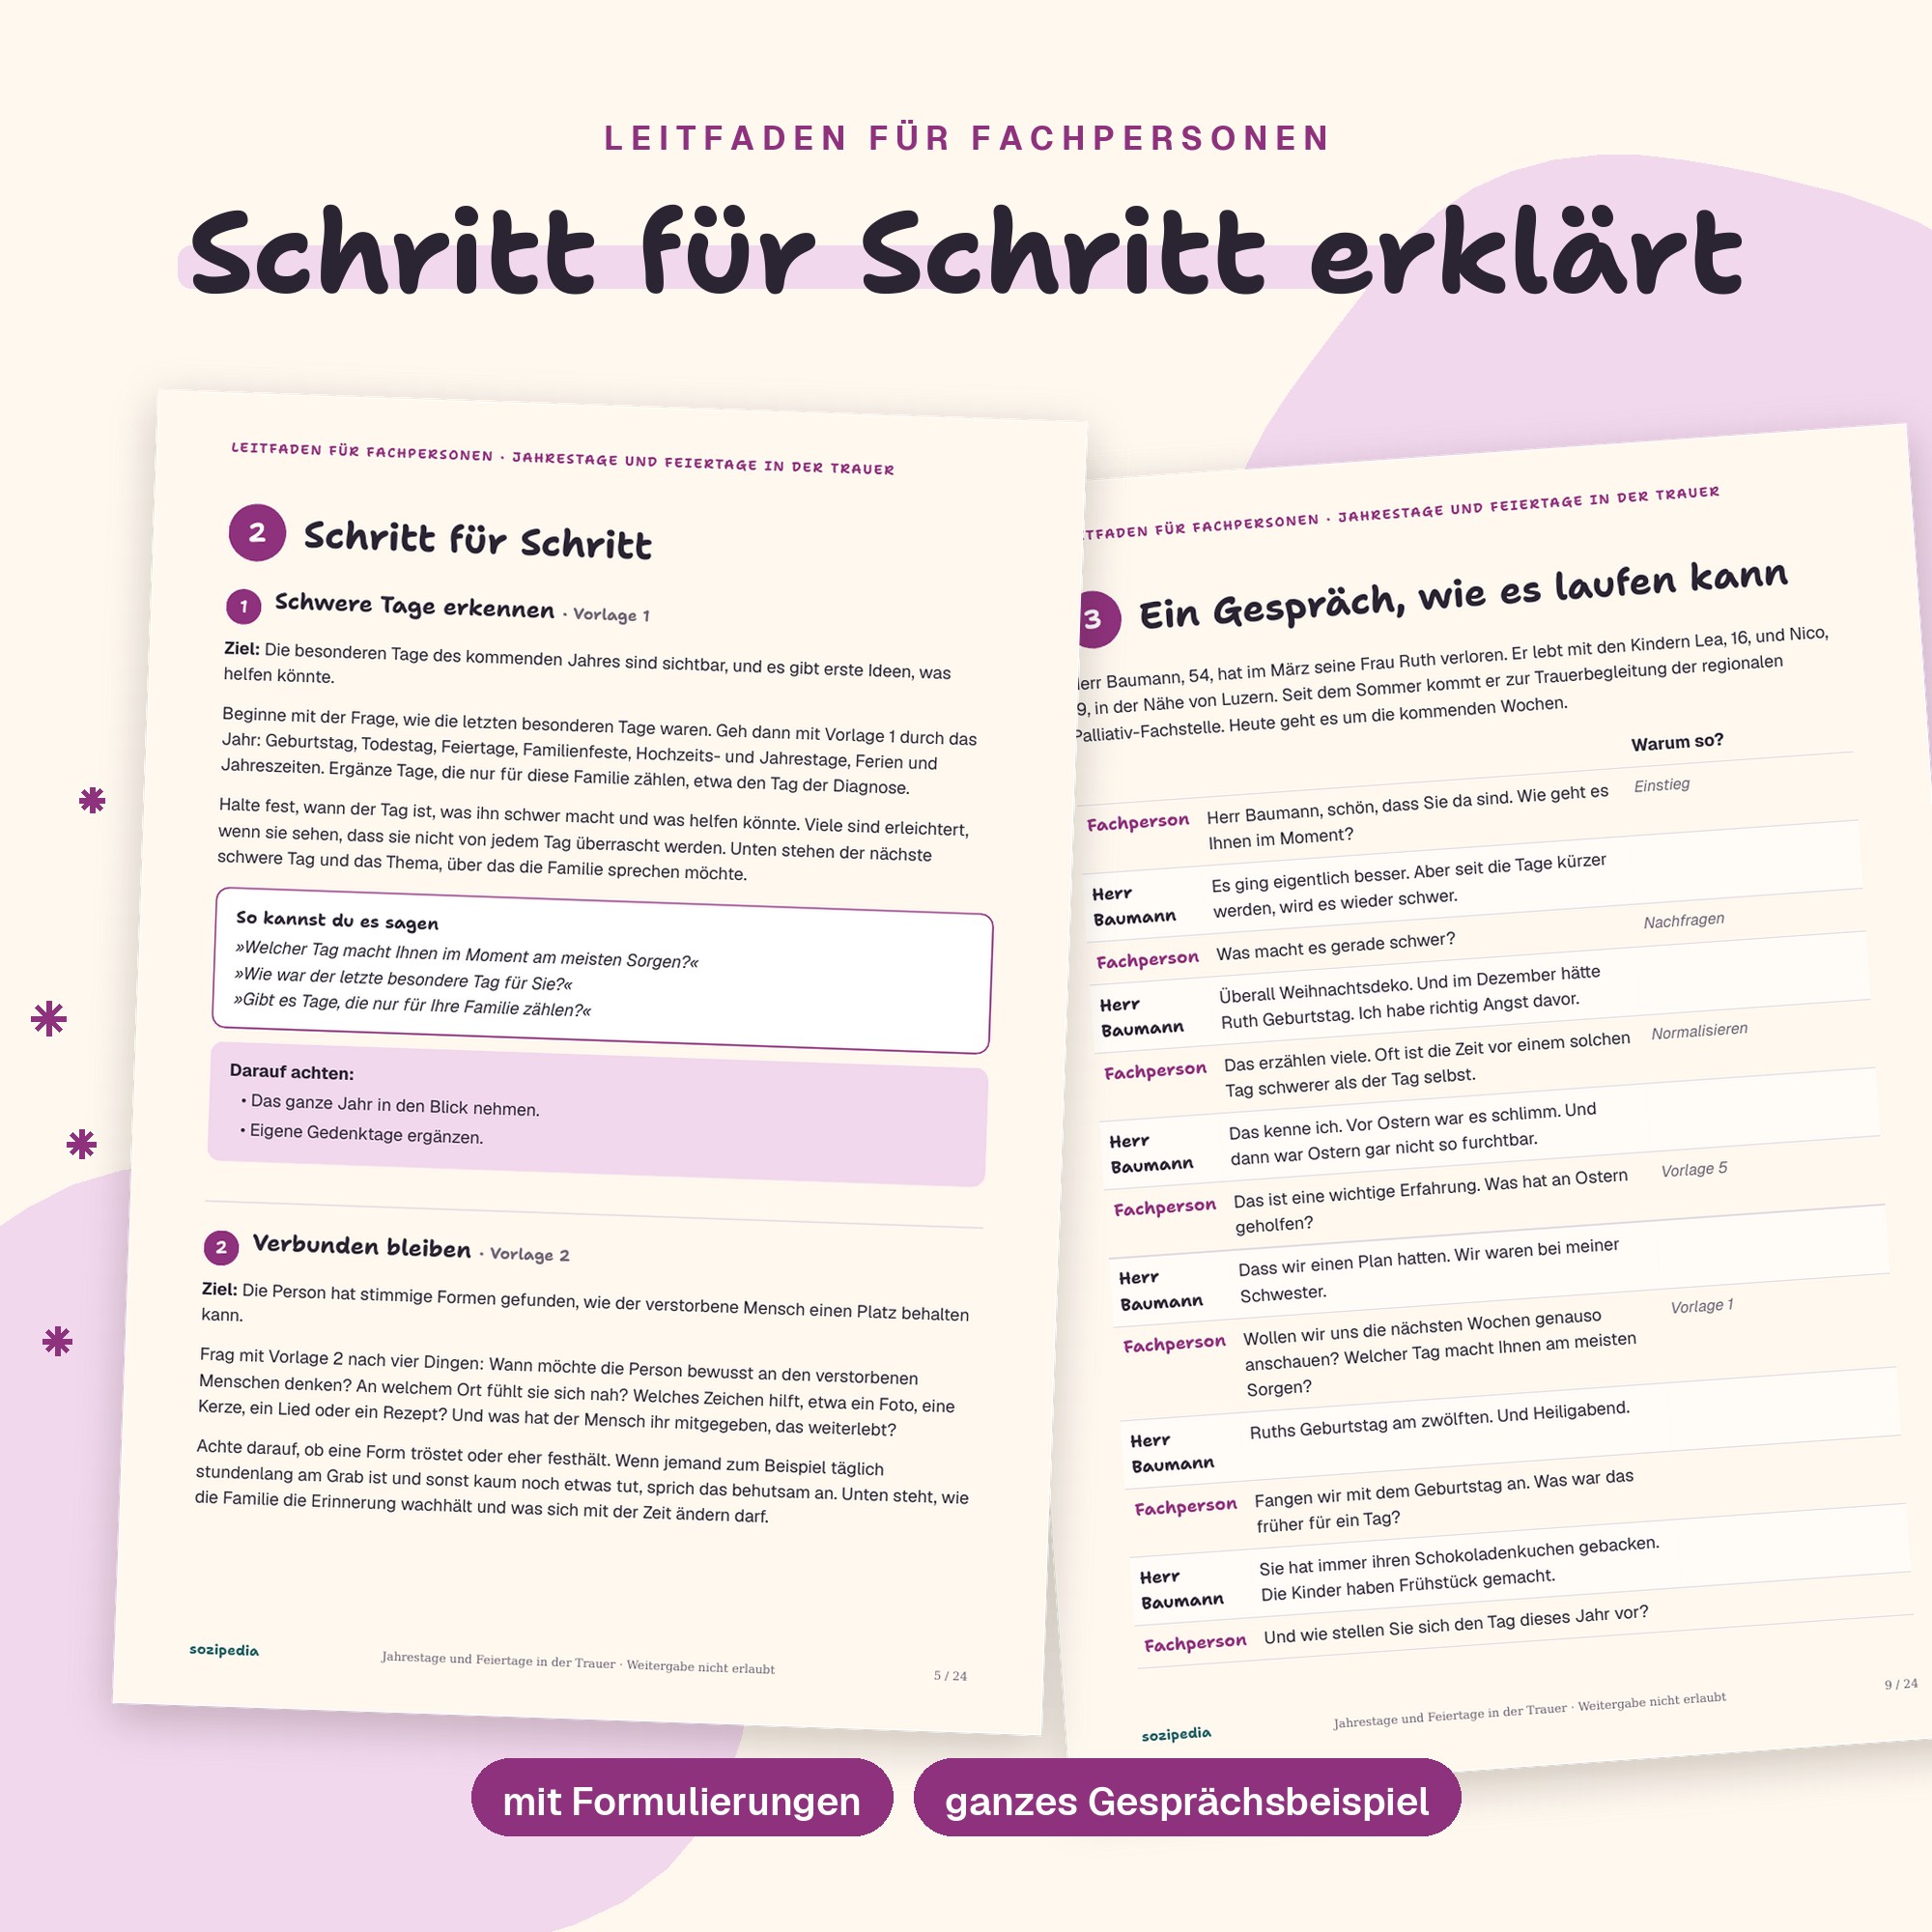 LEITFADEN FÜR FACHPERSONEN
Schritt für Schritt erklärt
LEITFADEN FÜR FACHPERSONEN · JAHRESTAGE UND FEIERTAGE IN DER TRAUER
2 Schritt für Schritt
1 Schwere Tage erkennen · Vorlage 1
Ziel: Die besonderen Tage des kommenden Jahres sind sichtbar, und es gibt erste Ideen, was
helfen könnte.
Beginne mit der Frage, wie die letzten besonderen Tage waren. Geh dann mit Vorlage 1 durch das
Jahr: Geburtstag, Todestag, Feiertage, Familienfeste, Hochzeits- und Jahrestage, Ferien und
Jahreszeiten. Ergänze Tage, die nur für diese Familie zählen, etwa den Tag der Diagnose.
Halte fest, wann der Tag ist, was ihn schwer macht und was helfen könnte. Viele sind erleichtert,
wenn sie sehen, dass sie nicht von jedem Tag überrascht werden. Unten stehen der nächste
schwere Tag und das Thema, über das die Familie sprechen möchte.
So kannst du es sagen
»Welcher Tag macht Ihnen im Moment am meisten Sorgen?«
»Wie war der letzte besondere Tag für Sie?«
»Gibt es Tage, die nur für Ihre Familie zählen?«
Darauf achten:
• Das ganze Jahr in den Blick nehmen.
• Eigene Gedenktage ergänzen.
2 Verbunden bleiben · Vorlage 2
Ziel: Die Person hat stimmige Formen gefunden, wie der verstorbene Mensch einen Platz behalten
kann.
Frag mit Vorlage 2 nach vier Dingen: Wann möchte die Person bewusst an den verstorbenen
Menschen denken? An welchem Ort fühlt sie sich nah? Welches Zeichen hilft, etwa ein Foto, eine
Kerze, ein Lied oder ein Rezept? Und was hat der Mensch ihr mitgegeben, das weiterlebt?
Achte darauf, ob eine Form tröstet oder eher festhält. Wenn jemand zum Beispiel täglich
stundenlang am Grab ist und sonst kaum noch etwas tut, sprich das behutsam an. Unten steht, wie
die Familie die Erinnerung wachhält und was sich mit der Zeit ändern darf.
sozipedia Jahrestage und Feiertage in der Trauer · Weitergabe nicht erlaubt 5 / 24
FÜR FACHPERSONEN · JAHRESTAGE UND FEIERTAGE IN DER TRAUER
3 Ein Gespräch, wie es laufen kann
Baumann, 54, hat im März seine Frau Ruth verloren. Er lebt mit den Kindern Lea, 16, und Nico,
9, in der Nähe von Luzern. Seit dem Sommer kommt er zur Trauerbegleitung der regionalen
Palliativ-Fachstelle. Heute geht es um die kommenden Wochen.
Warum so?
Fachperson Herr Baumann, schön, dass Sie da sind. Wie geht es Einstieg
Ihnen im Moment?
Herr Es ging eigentlich besser. Aber seit die Tage kürzer
Baumann werden, wird es wieder schwer.
Fachperson Was macht es gerade schwer? Nachfragen
Herr Überall Weihnachtsdeko. Und im Dezember hätte
Baumann Ruth Geburtstag. Ich habe richtig Angst davor.
Fachperson Das erzählen viele. Oft ist die Zeit vor einem solchen Normalisieren
Tag schwerer als der Tag selbst.
Herr Das kenne ich. Vor Ostern war es schlimm. Und
Baumann dann war Ostern gar nicht so furchtbar.
Fachperson Das ist eine wichtige Erfahrung. Was hat an Ostern Vorlage 5
geholfen?
Herr Dass wir einen Plan hatten. Wir waren bei meiner
Baumann Schwester.
Fachperson Wollen wir uns die nächsten Wochen genauso Vorlage 1
anschauen? Welcher Tag macht Ihnen am meisten
Sorgen?
Herr Ruths Geburtstag am zwölften. Und Heiligabend.
Baumann
Fachperson Fangen wir mit dem Geburtstag an. Was war das
früher für ein Tag?
Herr Sie hat immer ihren Schokoladenkuchen gebacken.
Baumann Die Kinder haben Frühstück gemacht.
Fachperson Und wie stellen Sie sich den Tag dieses Jahr vor?
sozipedia Jahrestage und Feiertage in der Trauer · Weitergabe nicht erlaubt 9 / 24
mit Formulierungen
ganzes Gesprächsbeispiel